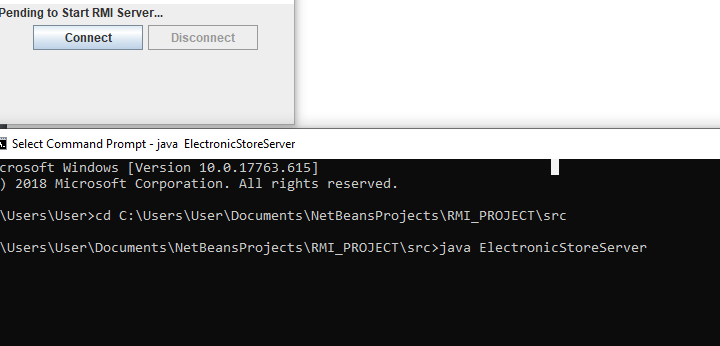 Pending to Start RMI Server...
Connect Disconnect
Select Command Prompt - java  ElectronicStoreServer
crosoft Windows [Version 10.0.17763.615]
) 2018 Microsoft Corporation. All rights reserved.
\Users\User>cd C:\Users\User\Documents\NetBeansProjects\RMI_PROJECT\src
\Users\User\Documents\NetBeansProjects\RMI_PROJECT\src>java ElectronicStoreServer